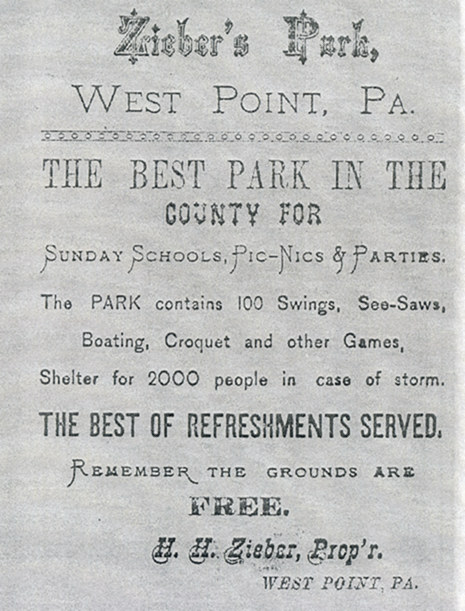 Zieber's Park,
WEST POINT, PA.
THE BEST PARK IN THE
COUNTY FOR
SUNDAY SCHOOLS, PIC-NICS & PARTIES.
The PARK contains 100 Swings, See-Saws,
Boating, Croquet and other Games,
Shelter for 2000 people in case of storm.
THE BEST OF REFRESHMENTS SERVED.
REMEMBER THE GROUNDS ARE
FREE.
H. H. Zieber, Prop'r.
WEST POINT, PA.